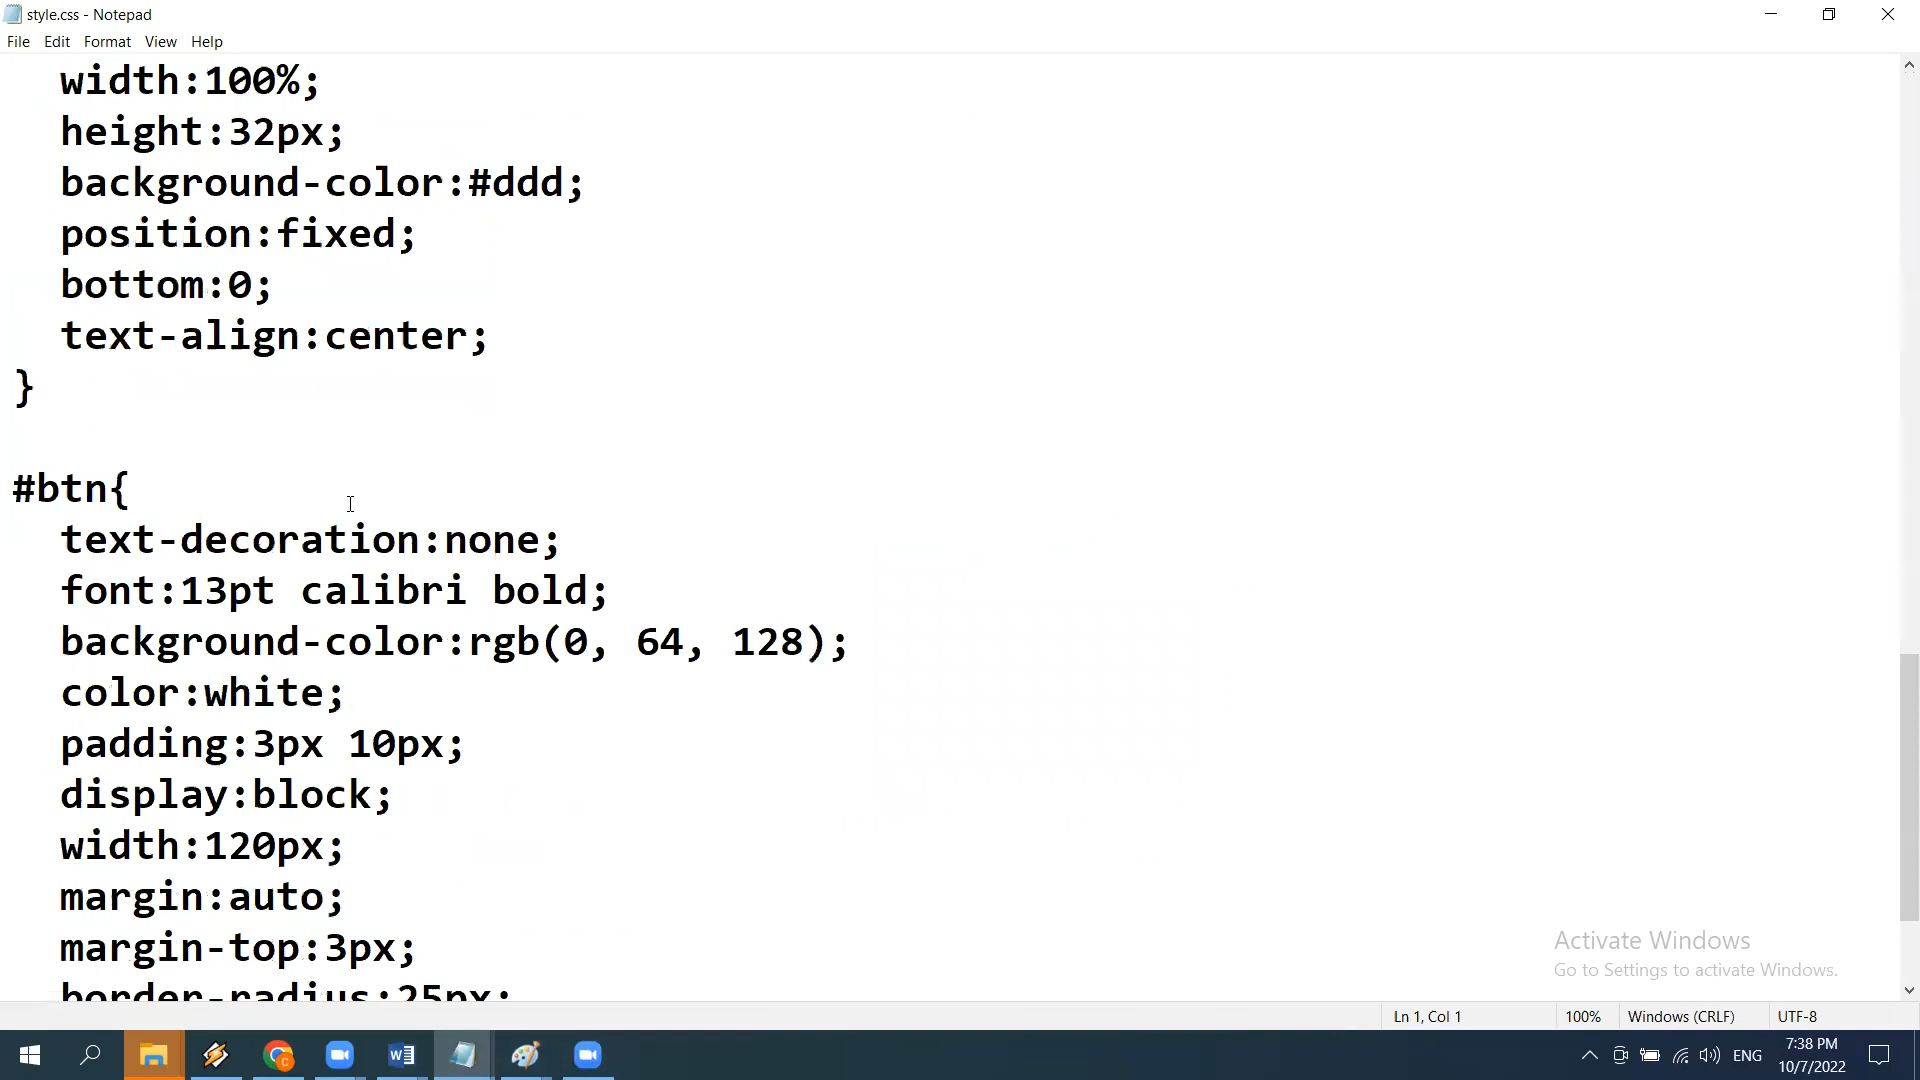 style.css - Notepad
File Edit Format View Help
width:100%;
height:32px;
background-color:#ddd;
position:fixed;
bottom:0;
text-align:center;
}
#btn{
text-decoration:none;
font:13pt calibri bold;
background-color:rgb(0, 64, 128);
color:white;
padding:3px 10px;
display:block;
width:120px;
margin:auto;
margin-top:3px;
border-radius:25px;
Activate Windows
Go to Settings to activate Windows.
Ln 1, Col 1 100% Windows (CRLF) UTF-8
ENG
7:38 PM
10/7/2022